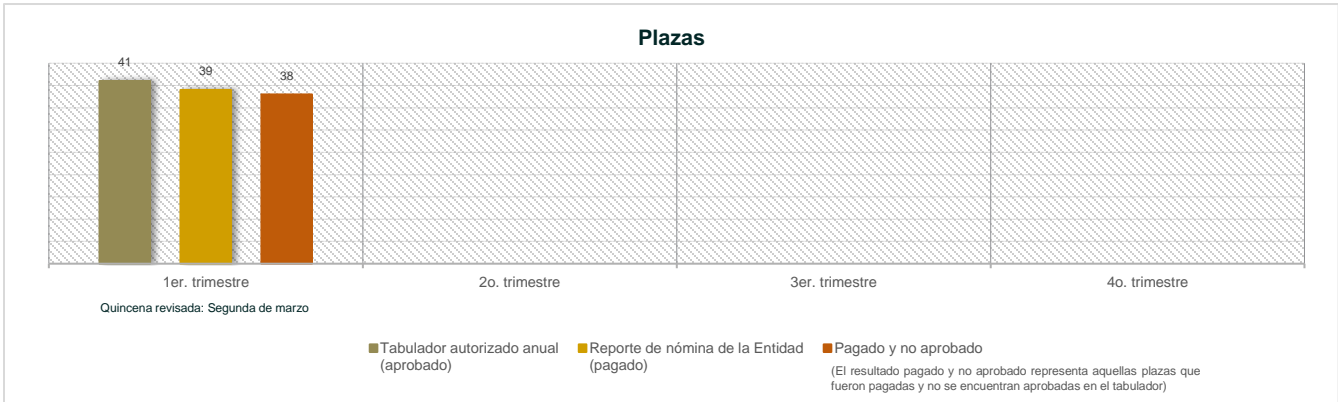 Plazas
41
39
38
1er. trimestre
2o. trimestre
3er. trimestre
4o. trimestre
Quincena revisada: Segunda de marzo
Tabulador autorizado anual
(aprobado)
Reporte de nómina de la Entidad
(pagado)
Pagado y no aprobado
(El resultado pagado y no aprobado representa aquellas plazas que
fueron pagadas y no se encuentran aprobadas en el tabulador)